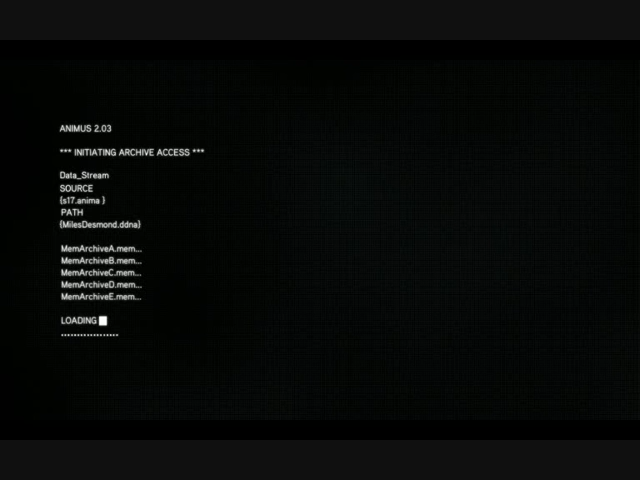 ANIMUS 2.03
*** INITIATING ARCHIVE ACCESS ***
Data_Stream
SOURCE
{s17.anima }
PATH
{MilesDesmond.ddna}
MemArchiveA.mem...
MemArchiveB.mem...
MemArchiveC.mem...
MemArchiveD.mem...
MemArchiveE.mem...
LOADING
******************